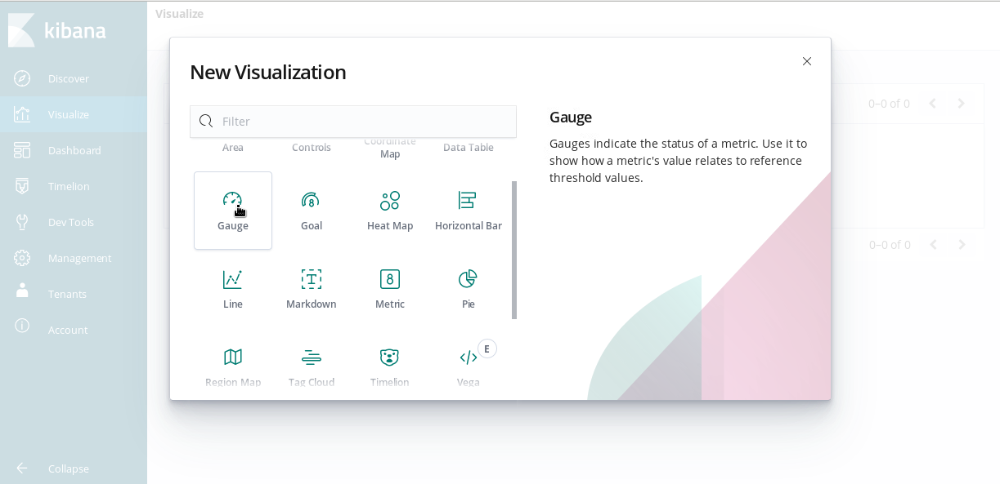 kibana
Discover
Visualize
Dashboard
Timelion
Dev Tools
Management
Tenants
Account
Collapse
Visualize
0–0 of 0
0–0 of 0
New Visualization
Filter
Area
Controls
Coordinate
Map
Data Table
Gauge
Goal
8
Heat Map
Horizontal Bar
Line
T
Markdown
8
Metric
Pie
Region Map
Tag Cloud
Timelion
E
Vega
Gauge
Gauges indicate the status of a metric. Use it to
show how a metric's value relates to reference
threshold values.